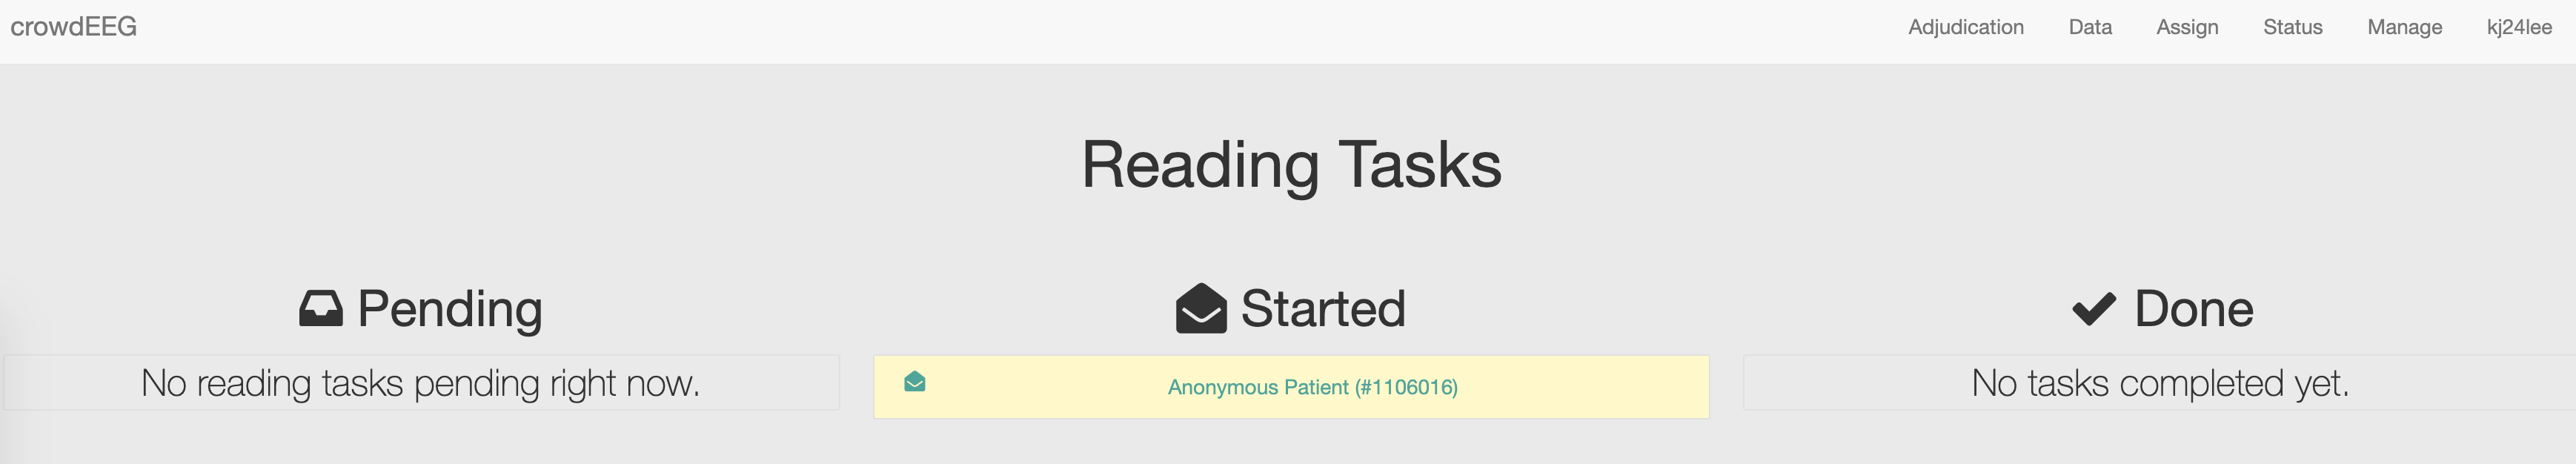 crowdEEG Adjudication Data Assign Status Manage kj24lee
Reading Tasks
Pending Started Done
No reading tasks pending right now. Anonymous Patient (#1106016) No tasks completed yet.